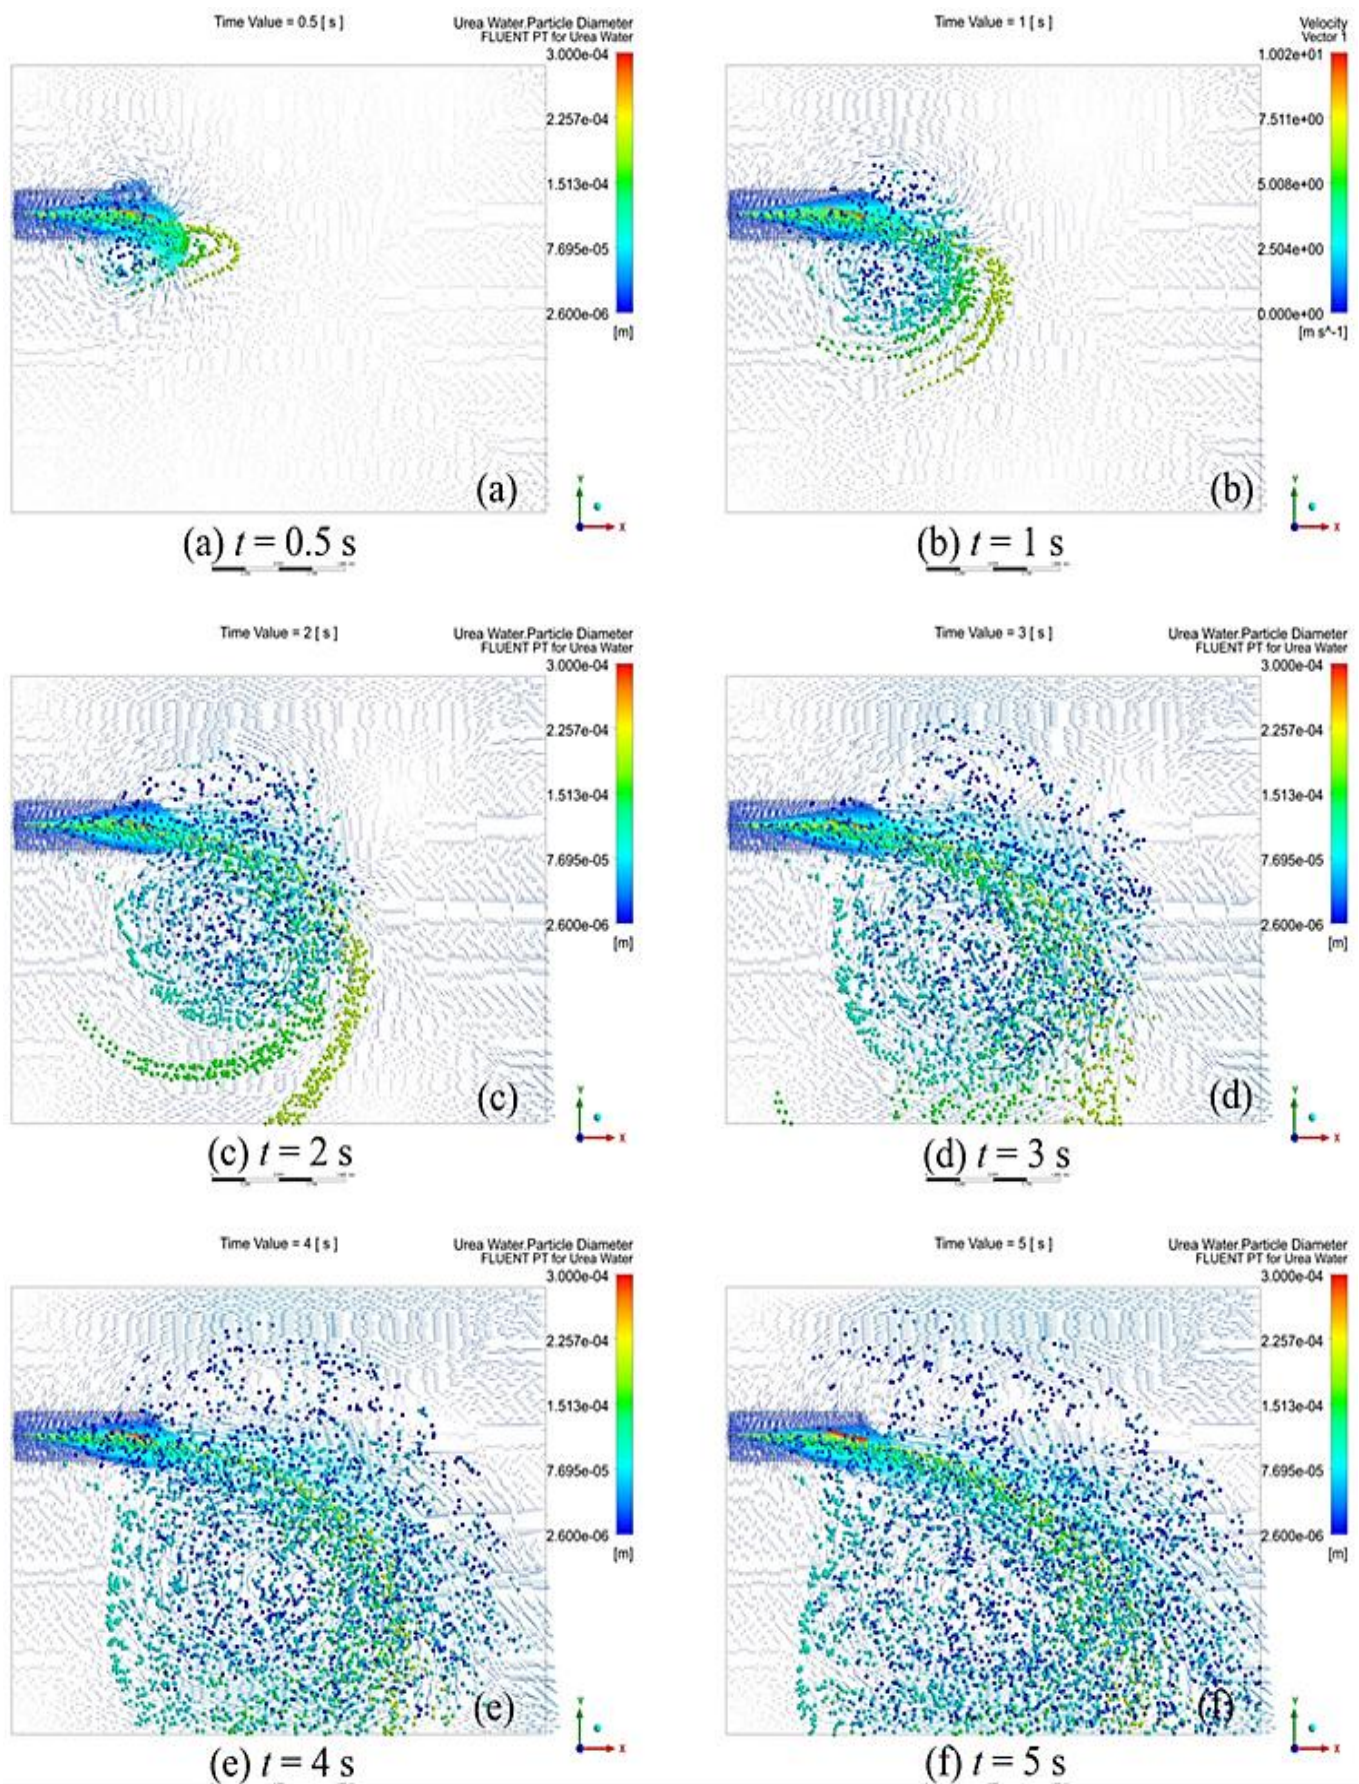 Time Value = 0.5 [ s ]
Urea Water.Particle Diameter
FLUENT PT for Urea Water
3.000e-04
2.257e-04
1.513e-04
7.695e-05
2.600e-06
[m]
(a)
Y
X
(a) t = 0.5 s
Time Value = 1 [ s ]
Velocity
Vector 1
1.002e+01
7.511e+00
5.008e+00
2.504e+00
0.000e+00
[m s^-1]
(b)
Y
X
(b) t = 1 s
Time Value = 2 [ s ]
Urea Water.Particle Diameter
FLUENT PT for Urea Water
3.000e-04
2.257e-04
1.513e-04
7.695e-05
2.600e-06
[m]
(c)
Y
X
(c) t = 2 s
Time Value = 3 [ s ]
Urea Water.Particle Diameter
FLUENT PT for Urea Water
3.000e-04
2.257e-04
1.513e-04
7.695e-05
2.600e-06
[m]
(d)
Y
X
(d) t = 3 s
Time Value = 4 [ s ]
Urea Water.Particle Diameter
FLUENT PT for Urea Water
3.000e-04
2.257e-04
1.513e-04
7.695e-05
2.600e-06
[m]
(e)
Y
X
(e) t = 4 s
Time Value = 5 [ s ]
Urea Water.Particle Diameter
FLUENT PT for Urea Water
3.000e-04
2.257e-04
1.513e-04
7.695e-05
2.600e-06
[m]
(f)
Y
X
(f) t = 5 s